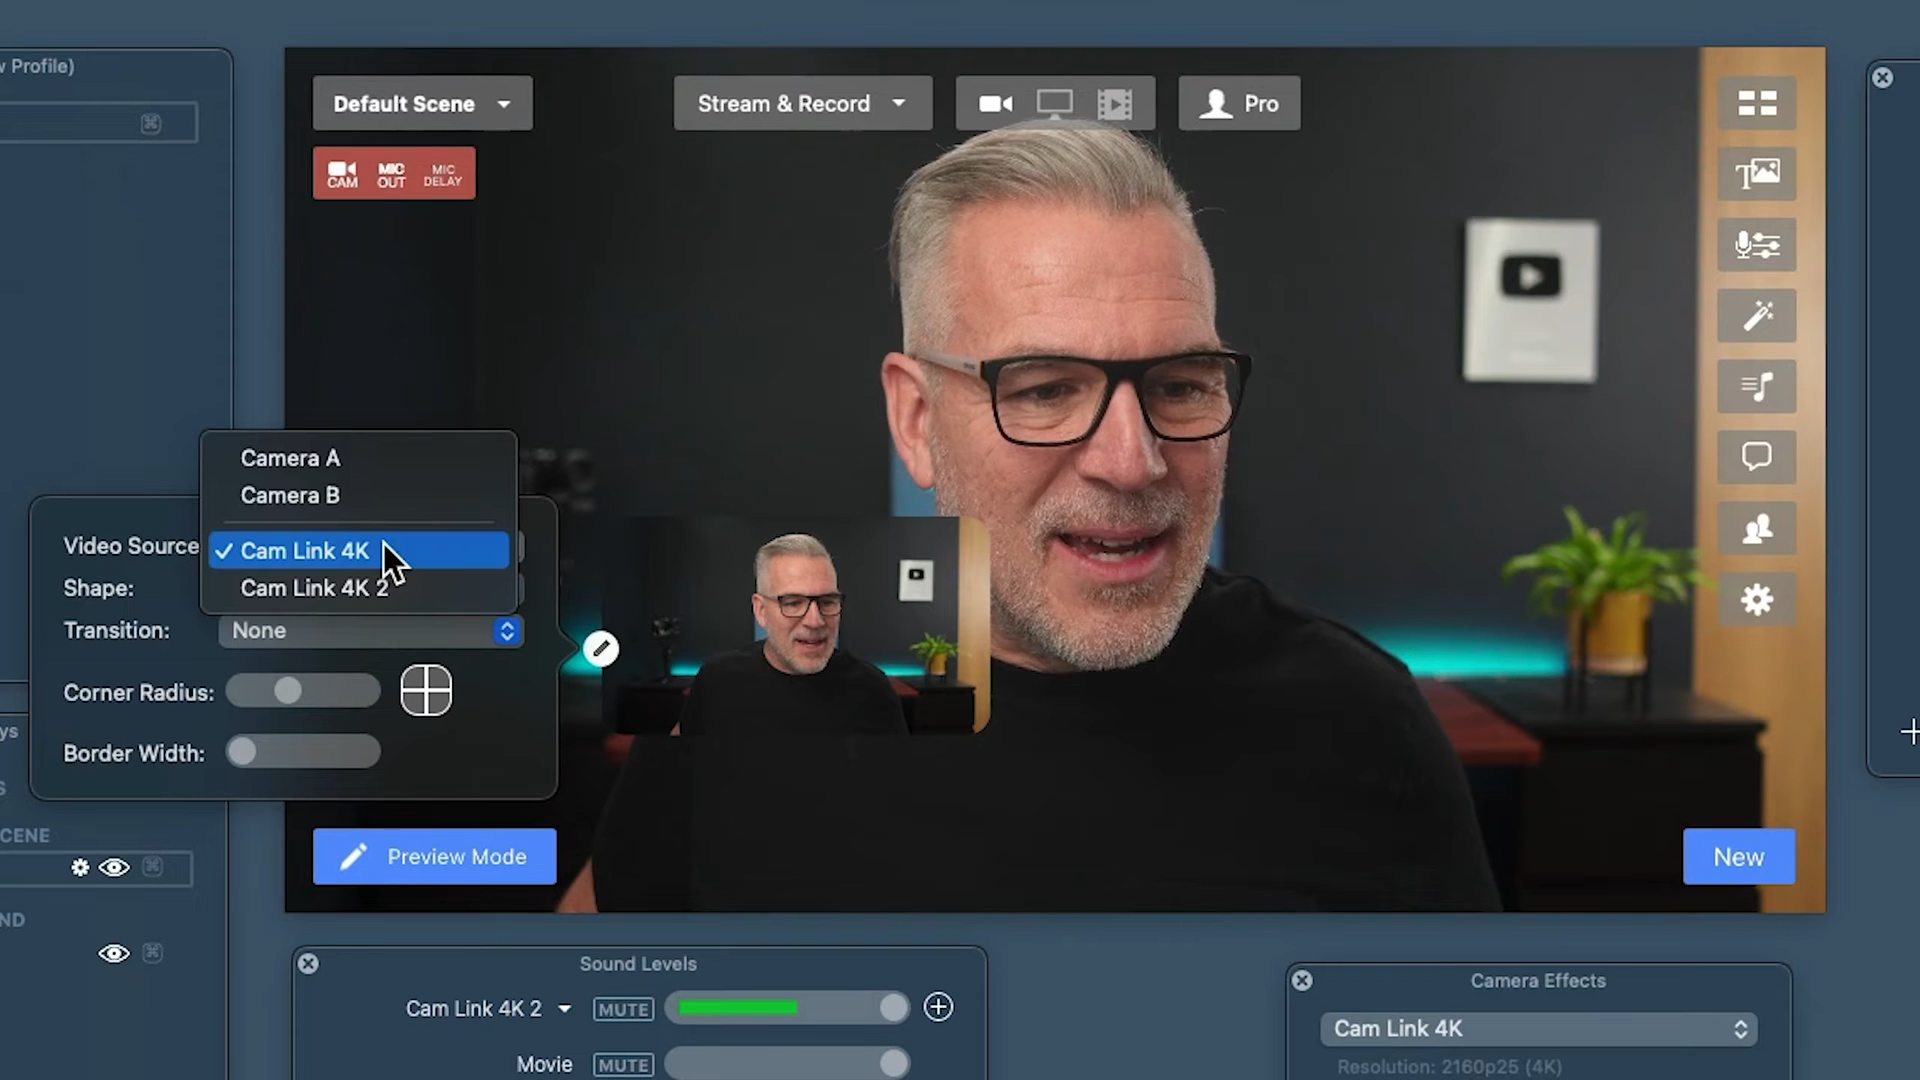 w Profile)
Default Scene
Stream & Record
Pro
CAM
MIC OUT
MIC DELAY
Camera A
Camera B
Video Source
Cam Link 4K
Shape:
Cam Link 4K 2
Transition:
None
Corner Radius:
Border Width:
ys
S
CENE
ND
Preview Mode
New
Sound Levels
Cam Link 4K 2
MUTE
Movie
MUTE
Camera Effects
Cam Link 4K
Resolution: 2160p25 (4K)